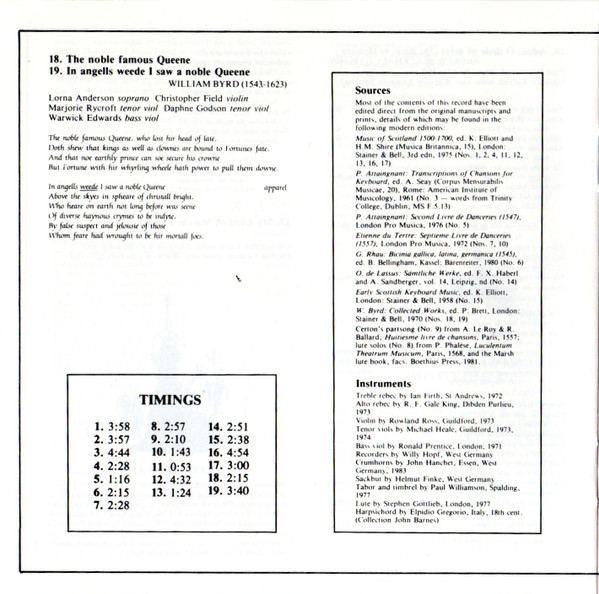 18. The noble famous Queene
19. In angells weede I saw a noble Queene
WILLIAM BYRD (1543-1623)
Lorna Anderson soprano Christopher Field violin
Marjorie Rycroft tenor viol Daphne Godson tenor viol
Warwick Edwards bass viol
The noble famous Queene, who lost hir head of late,
Doth shew that kings as well as clownes are bound to Fortunes fate,
And that noe earthly prince can soe secure his crowne
But Fortune with hir whyrling wheele hath power to pull them downe.
In angells weede I saw a noble Queene apparel
Above the skyes in spheare of christall bright,
Who heare on earth not long before was seene
Of diverse haynous crymes to be indyte,
By false suspect and jelousie of those
Whom feare had wrought to be hir mortall foes.
TIMINGS
1. 3:58
2. 3:57
3. 4:44
4. 2:28
5. 1:16
6. 2:15
7. 2:28
8. 2:57
9. 2:10
10. 1:43
11. 0:53
12. 4:32
13. 1:24
14. 2:51
15. 2:38
16. 4:54
17. 3:00
18. 2:15
19. 3:40
Sources
Most of the contents of this record have been
edited direct from the original manuscripts and
prints, details of which may be found in the
following modern editions:
Music of Scotland 1500-1700, ed. K. Elliott and
H.M. Shire (Musica Britannica, 15), London:
Stainer & Bell, 3rd edn, 1975 (Nos. 1, 2, 4, 11, 12,
13, 16, 17)
P. Attaingnant: Transcriptions of Chansons for
Keyboard, ed. A. Seay (Corpus Mensurabilis
Musicae, 20), Rome: American Institute of
Musicology, 1961 (No. 3 — words from Trinity
College, Dublin, MS F.5.13)
P. Attaingnant: Second Livre de Danceries (1547),
London Pro Musica, 1976 (No. 5)
Etienne du Tertre: Septieme Livre de Danceries
(1557), London Pro Musica, 1972 (Nos. 7, 10)
G. Rhau: Bicinia gallica, latina, germanica (1545),
ed. B. Bellingham, Kassel: Barenreiter, 1980 (No. 6)
O. de Lassus: Sämtliche Werke, ed. F. X. Haberl
and A. Sandberger, vol. 14, Leipzig, nd (No. 14)
Early Scottish Keyboard Music, ed. K. Elliott,
London: Stainer & Bell, 1958 (No. 15)
W. Byrd: Collected Works, ed. P. Brett, London:
Stainer & Bell, 1970 (Nos. 18, 19)
Certon's partsong (No. 9) from A. Le Roy & R.
Ballard, Huitiesme livre de chansons, Paris, 1557;
lute solos (No. 8) from P. Phalèse, Luculentum
Theatrum Musicum, Paris, 1568, and the Marsh
lute book, facs. Boethius Press, 1981.
Instruments
Treble rebec by Ian Firth, St Andrews, 1972
Alto rebec by R. F. Gale King, Dibden Purlieu,
1973
Violin by Rowland Ross, Guildford, 1973
Tenor viols by Michael Heale, Guildford, 1973,
1974
Bass viol by Ronald Prentice, London, 1971
Recorders by Willy Hopf, West Germany
Crumhorns by John Hanchet, Essen, West
Germany, 1983
Sackbut by Helmut Finke, West Germany
Tabor and timbrel by Paul Williamson, Spalding,
1977
Lute by Stephen Gottlieb, London, 1977
Harpsichord by Elpidio Gregorio, Italy, 18th cent.
(Collection John Barnes)